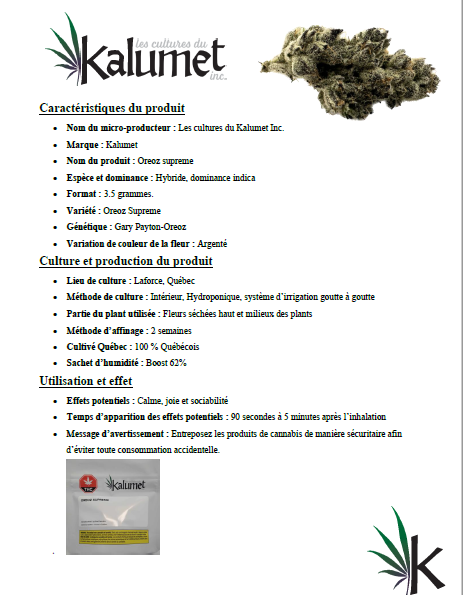 les cultures du
Kalumet
inc.
Caractéristiques du produit
• Nom du micro-producteur : Les cultures du Kalumet Inc.
• Marque : Kalumet
• Nom du produit : Oreoz supreme
• Espèce et dominance : Hybride, dominance indica
• Format : 3.5 grammes.
• Variété : Oreoz Supreme
• Génétique : Gary Payton-Oreoz
• Variation de couleur de la fleur : Argenté
Culture et production du produit
• Lieu de culture : Laforce, Québec
• Méthode de culture : Intérieur, Hydroponique, système d’irrigation goutte à goutte
• Partie du plant utilisée : Fleurs séchées haut et milieux des plants
• Méthode d’affinage : 2 semaines
• Cultivé Québec : 100 % Québécois
• Sachet d’humidité : Boost 62%
Utilisation et effet
• Effets potentiels : Calme, joie et sociabilité
• Temps d’apparition des effets potentiels : 90 secondes à 5 minutes après l’inhalation
• Message d’avertissement : Entreposez les produits de cannabis de manière sécuritaire afin
d’éviter toute consommation accidentelle.
THC
Kalumet
.
K